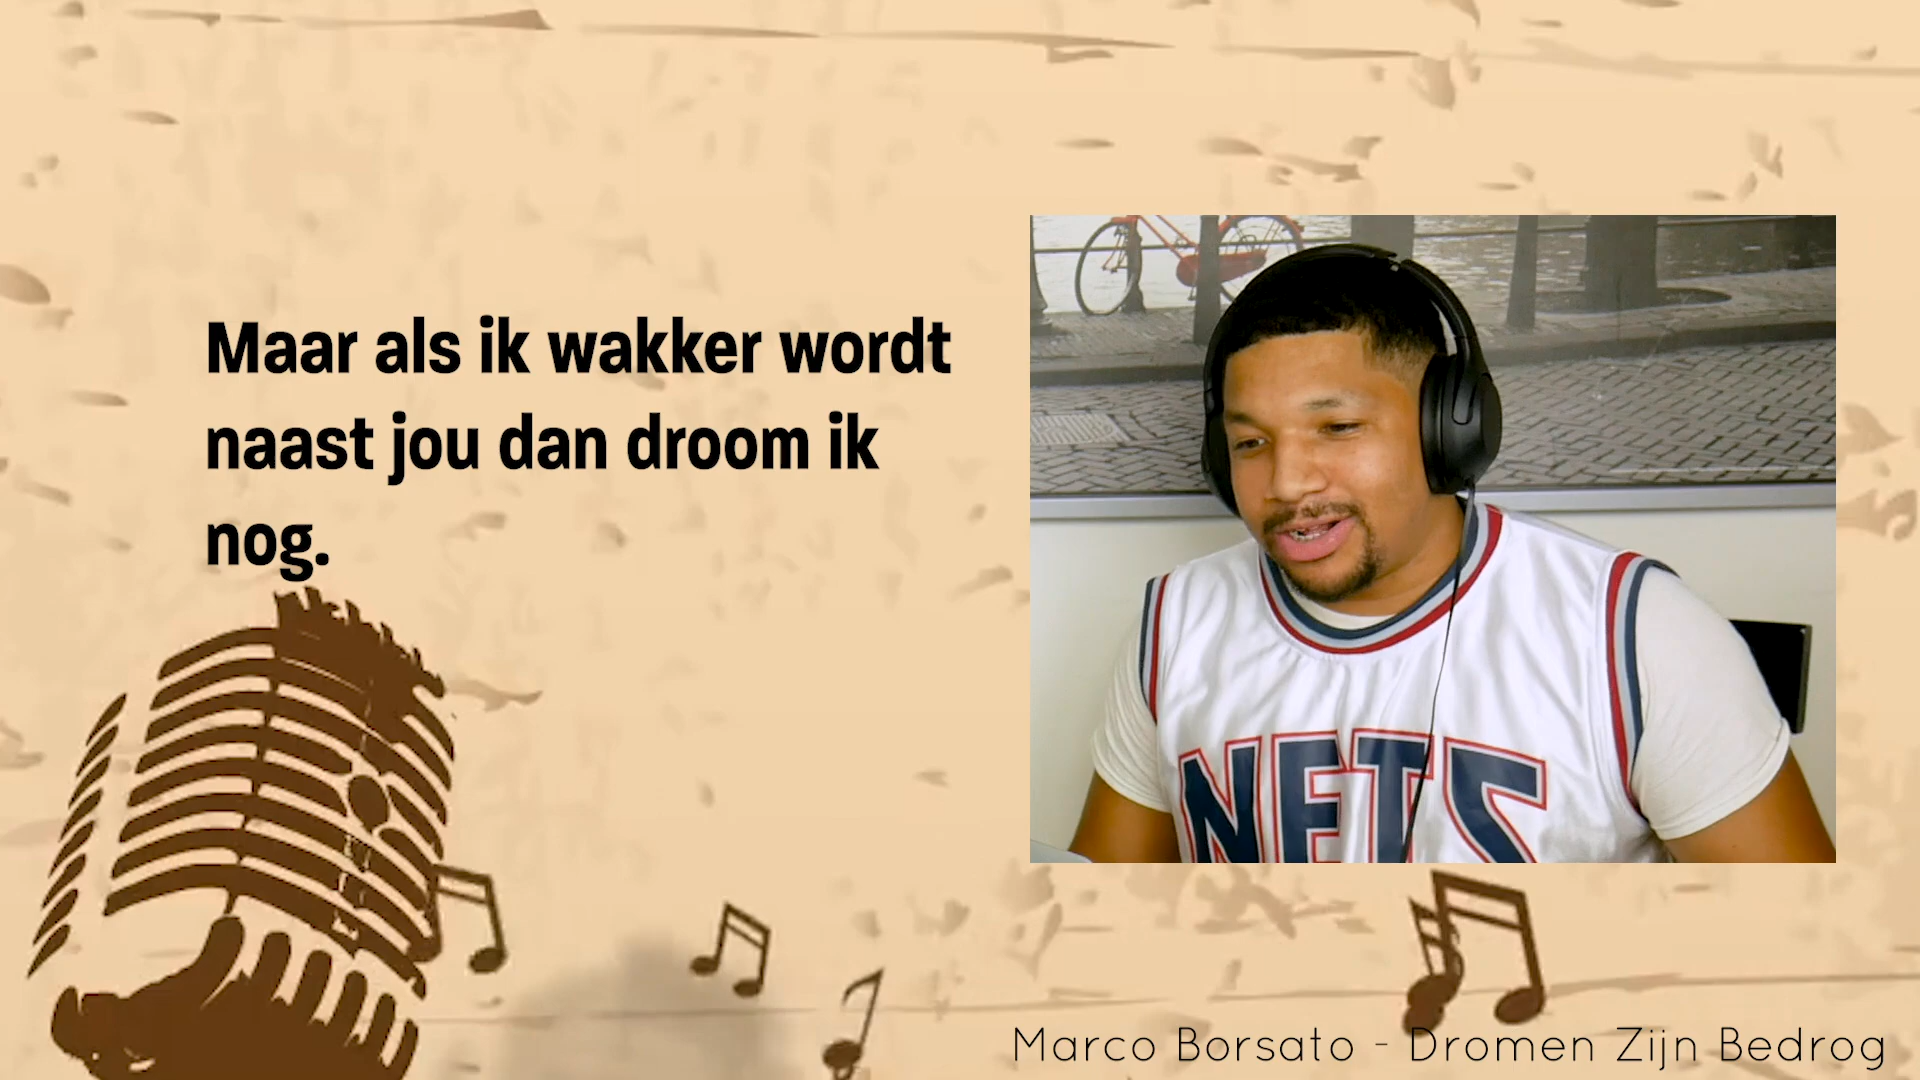 Maar als ik wakker wordt
naast jou dan droom ik
nog.
NETS
Marco Borsato - Dromen Zijn Bedrog